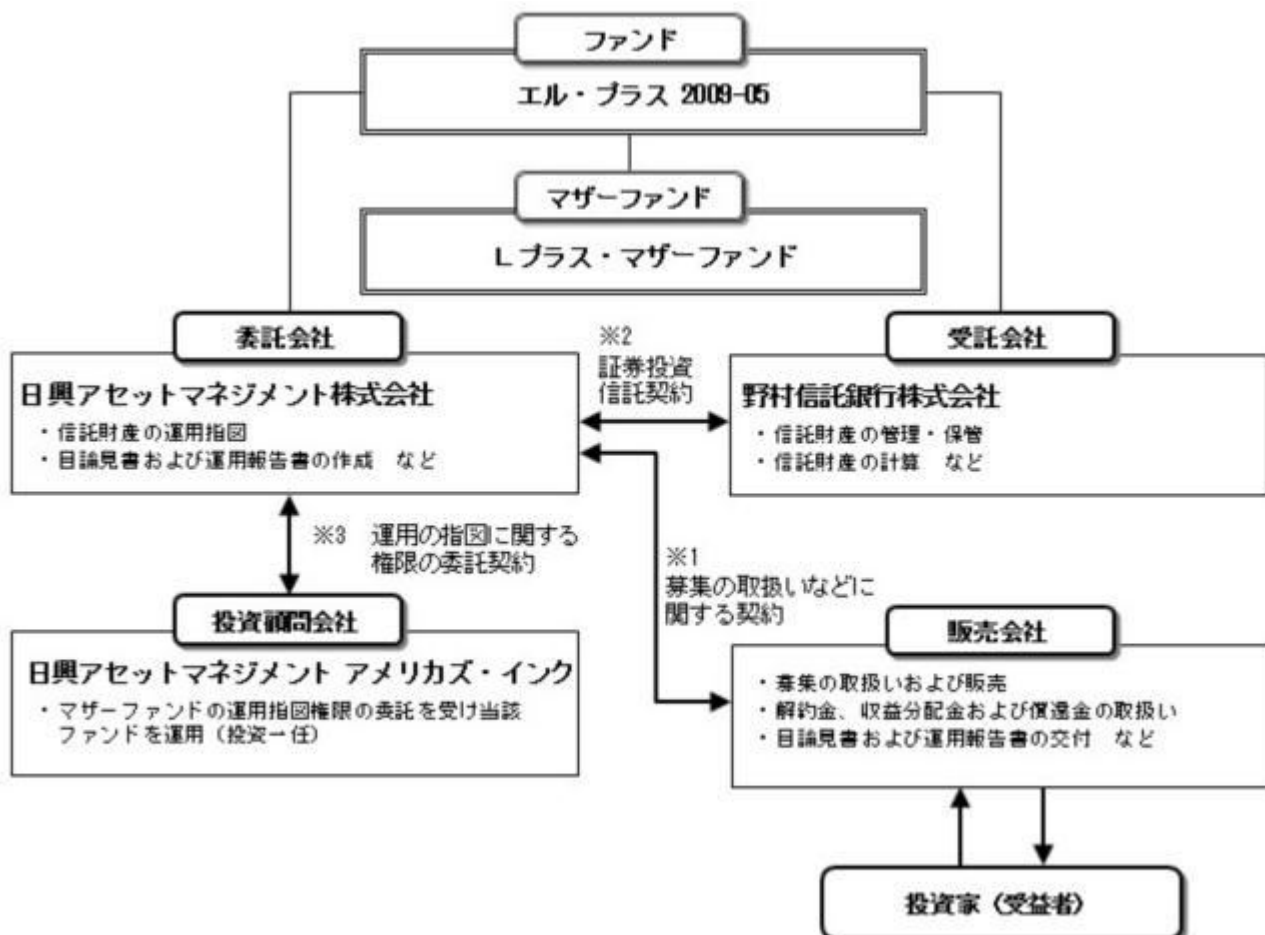 ファンド
エル・プラス 2009-05
マザーファンド
Lプラス・マザーファンド
委託会社
日興アセットマネジメント株式会社
・信託財産の運用指図
・目論見書および運用報告書の作成 など
※2
証券投資
信託契約
受託会社
野村信託銀行株式会社
・信託財産の管理・保管
・信託財産の計算 など
※3 運用の指図に関する
権限の委託契約
※1
募集の取扱いなどに
関する契約
投資顧問会社
日興アセットマネジメント アメリカズ・インク
・マザーファンドの運用指図権限の委託を受け当該
ファンドを運用（投資一任）
販売会社
・募集の取扱いおよび販売
・解約金、収益分配金および償還金の取扱い
・目論見書および運用報告書の交付 など
投資家（受益者）